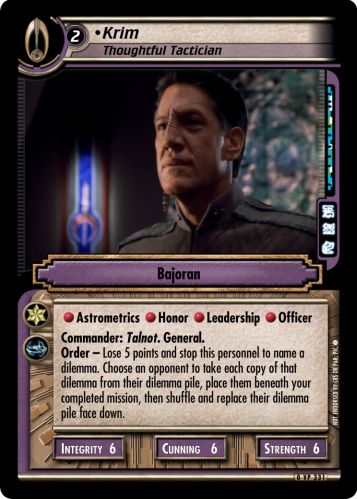 2
•Krim
Thoughtful Tactician
Bajoran
• Astrometrics • Honor • Leadership • Officer
Commander: Talnot. General.
Order – Lose 5 points and stop this personnel to name a
dilemma. Choose an opponent to take each copy of that
dilemma from their dilemma pile, place them beneath your
completed mission, then shuffle and replace their dilemma
pile face down.
INTEGRITY 6
CUNNING 6
STRENGTH 6
0 VP 331